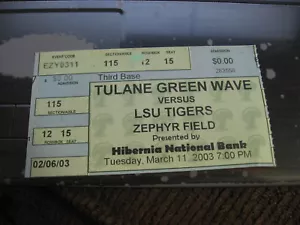 EVENT CODE SECTION/AISLE ROW/BOX SEAT
EZY0311 115 12 15 $0.00
$0.00 Third Base
TULANE GREEN WAVE
VERSUS
115 LSU TIGERS
SECTION/AISLE ZEPHYR FIELD
12 15 Presented by
ROW/BOX SEAT Hibernia National Bank
02/06/03 Tuesday, March 11, 2003 7:00 PM